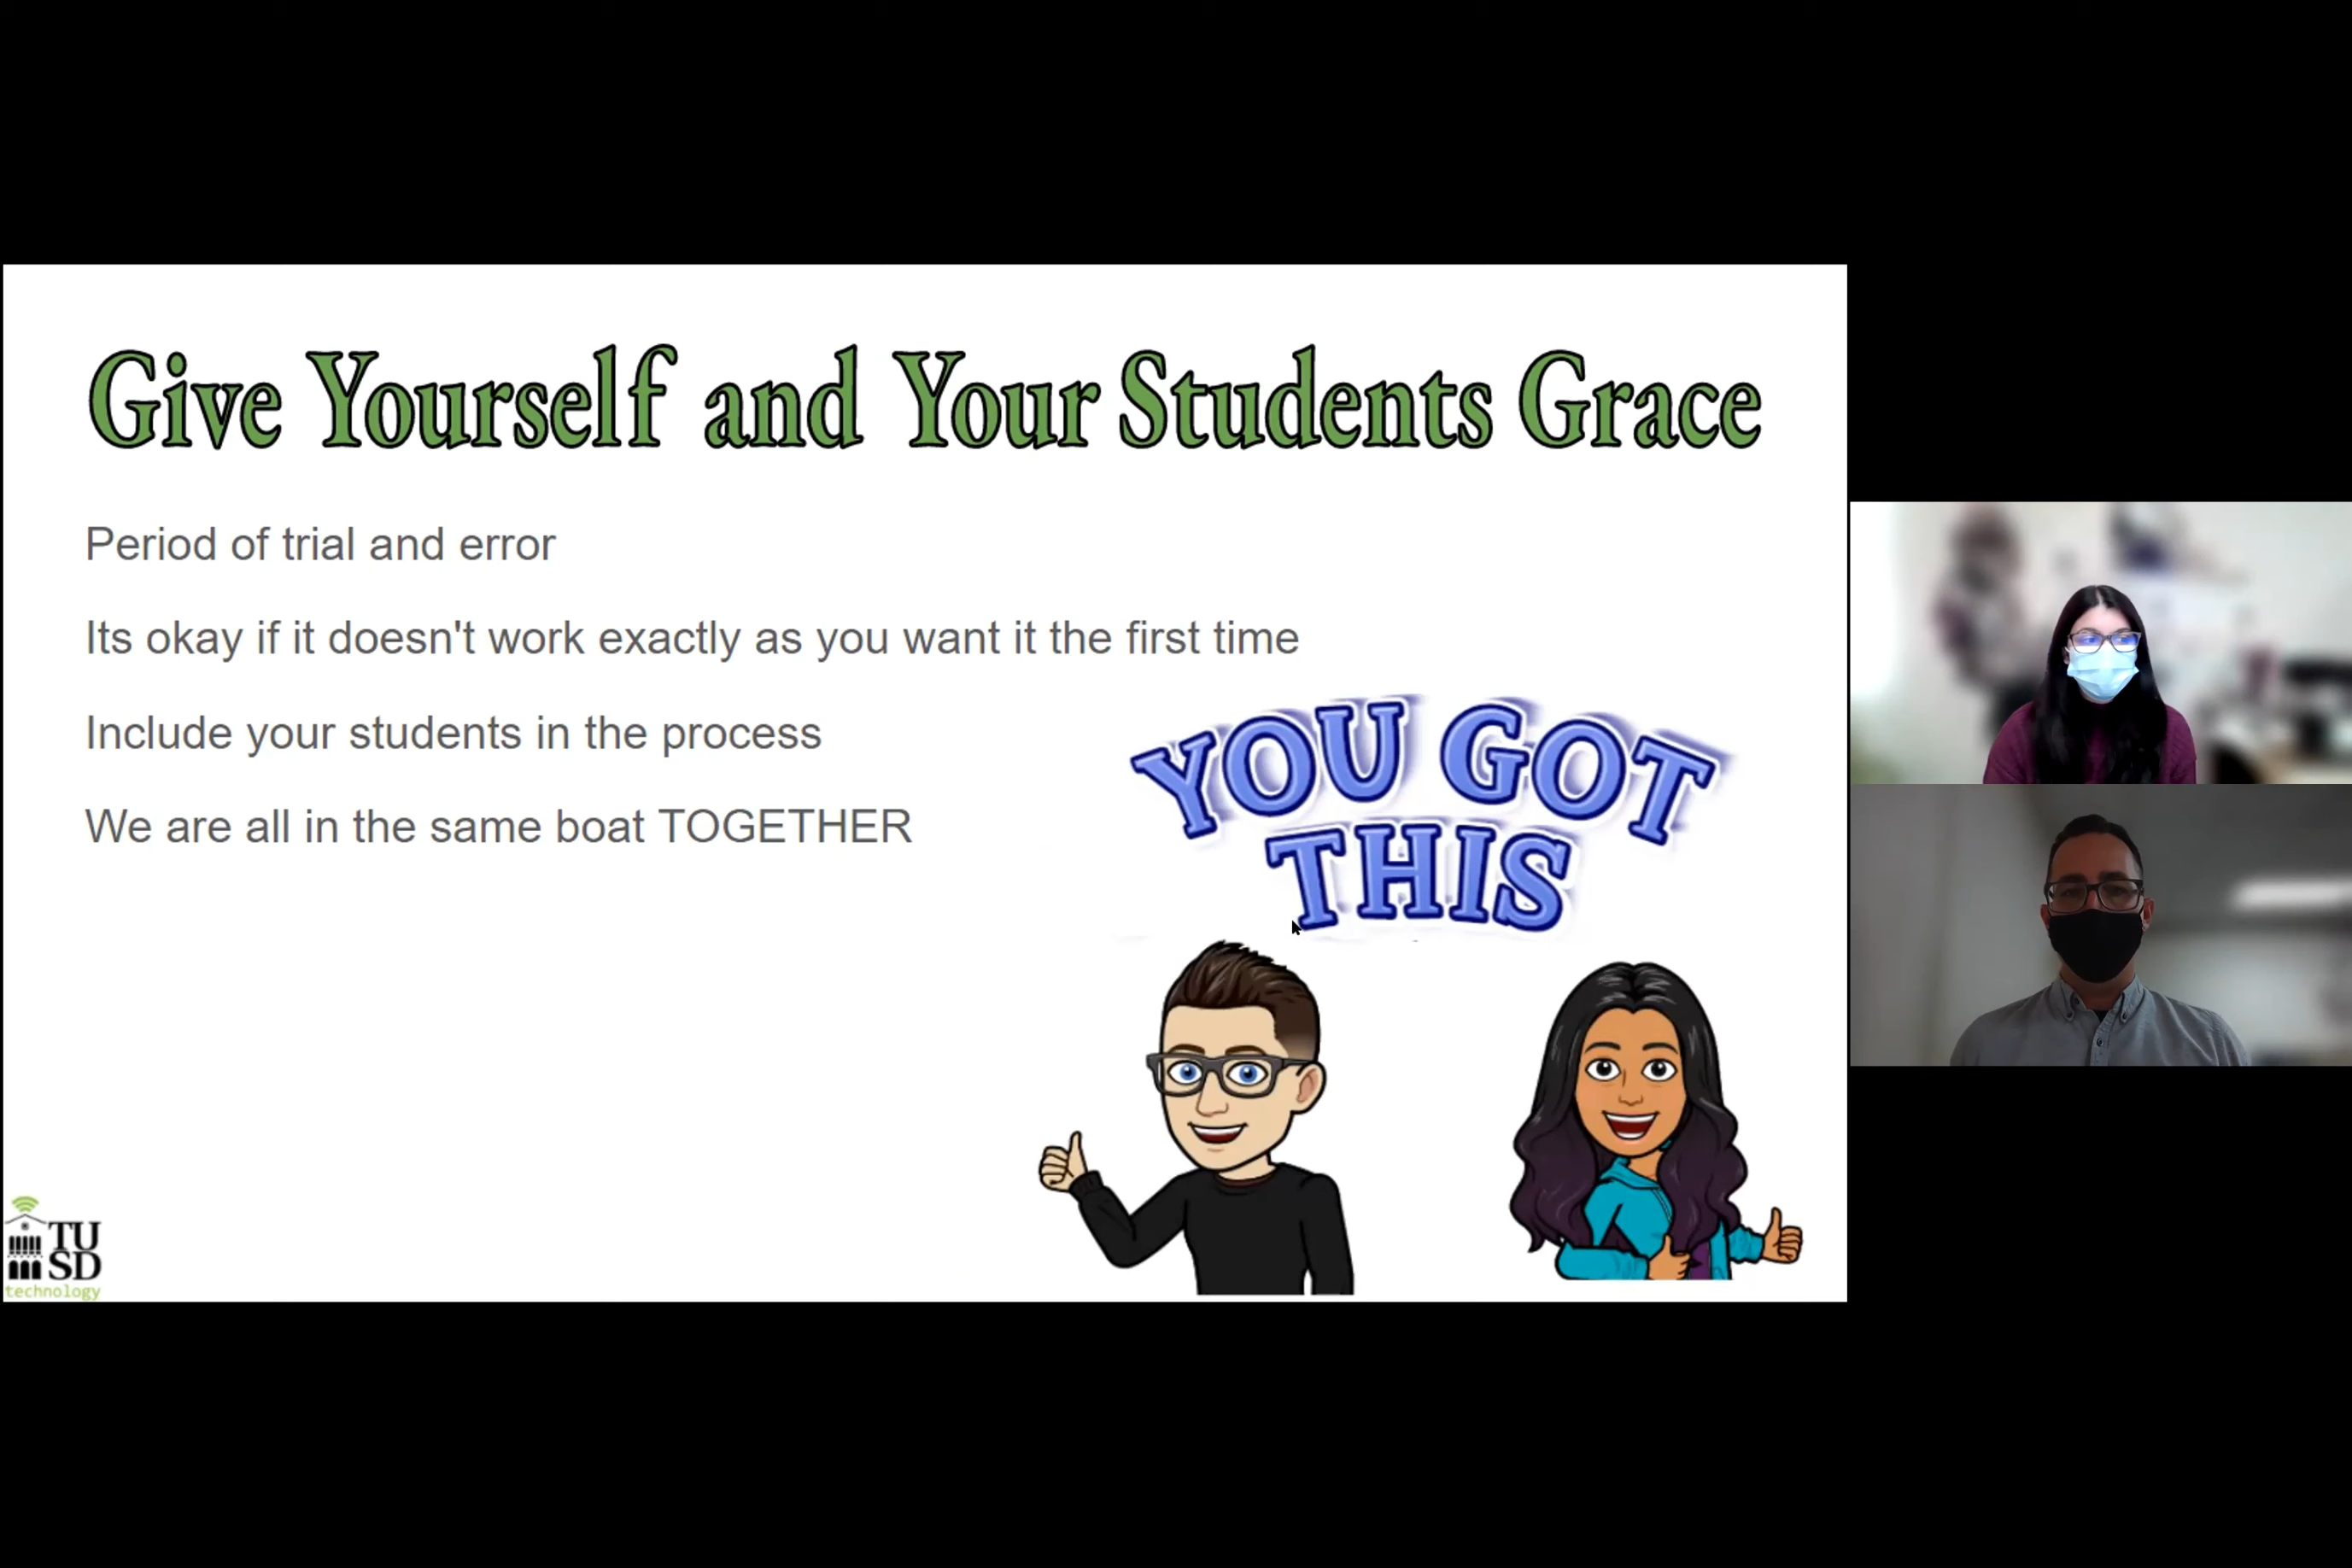 Give Yourself and Your Students Grace
Period of trial and error
Its okay if it doesn't work exactly as you want it the first time
Include your students in the process
We are all in the same boat TOGETHER
YOU GOT
THIS
TU
SD
technology